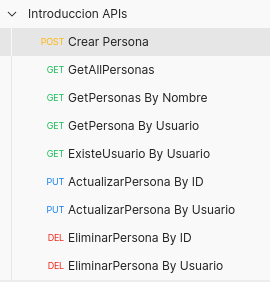 Introduccion APIs
POST Crear Persona
GET GetAllPersonas
GET GetPersonas By Nombre
GET GetPersona By Usuario
GET ExisteUsuario By Usuario
PUT ActualizarPersona By ID
PUT ActualizarPersona By Usuario
DEL EliminarPersona By ID
DEL EliminarPersona By Usuario